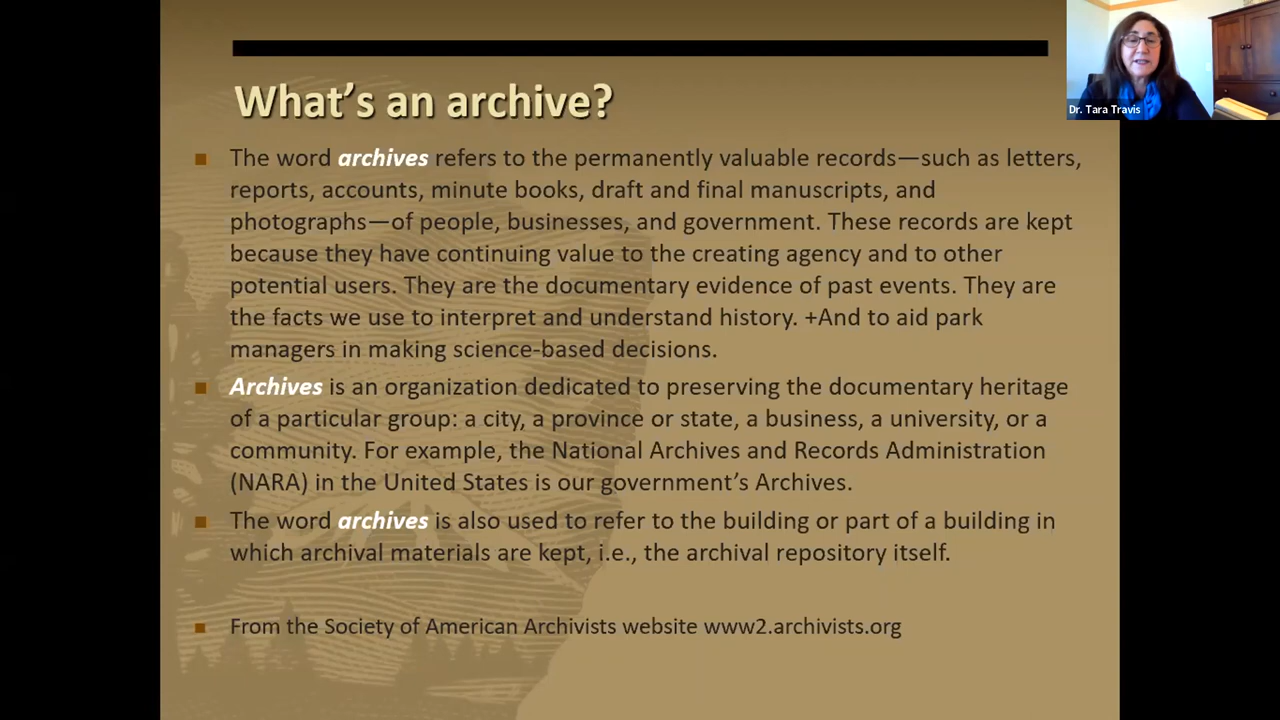 What's an archive?
Dr. Tara Travis
The word archives refers to the permanently valuable records—such as letters,
reports, accounts, minute books, draft and final manuscripts, and
photographs—of people, businesses, and government. These records are kept
because they have continuing value to the creating agency and to other
potential users. They are the documentary evidence of past events. They are
the facts we use to interpret and understand history. +And to aid park
managers in making science-based decisions.
Archives is an organization dedicated to preserving the documentary heritage
of a particular group: a city, a province or state, a business, a university, or a
community. For example, the National Archives and Records Administration
(NARA) in the United States is our government's Archives.
The word archives is also used to refer to the building or part of a building in
which archival materials are kept, i.e., the archival repository itself.
From the Society of American Archivists website www2.archivists.org